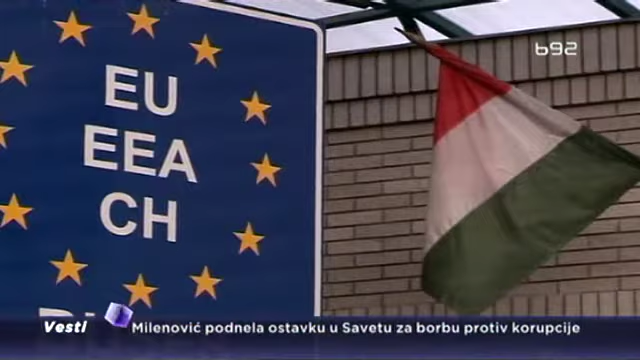 b92
EU
EEA
CH
Vesti
Milenović podnela ostavku u Savetu za borbu protiv korupcije